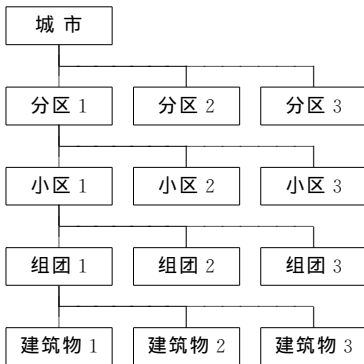 城市
分区 1 分区 2 分区 3
小区 1 小区 2 小区 3
组团 1 组团 2 组团 3
建筑物 1 建筑物 2 建筑物 3